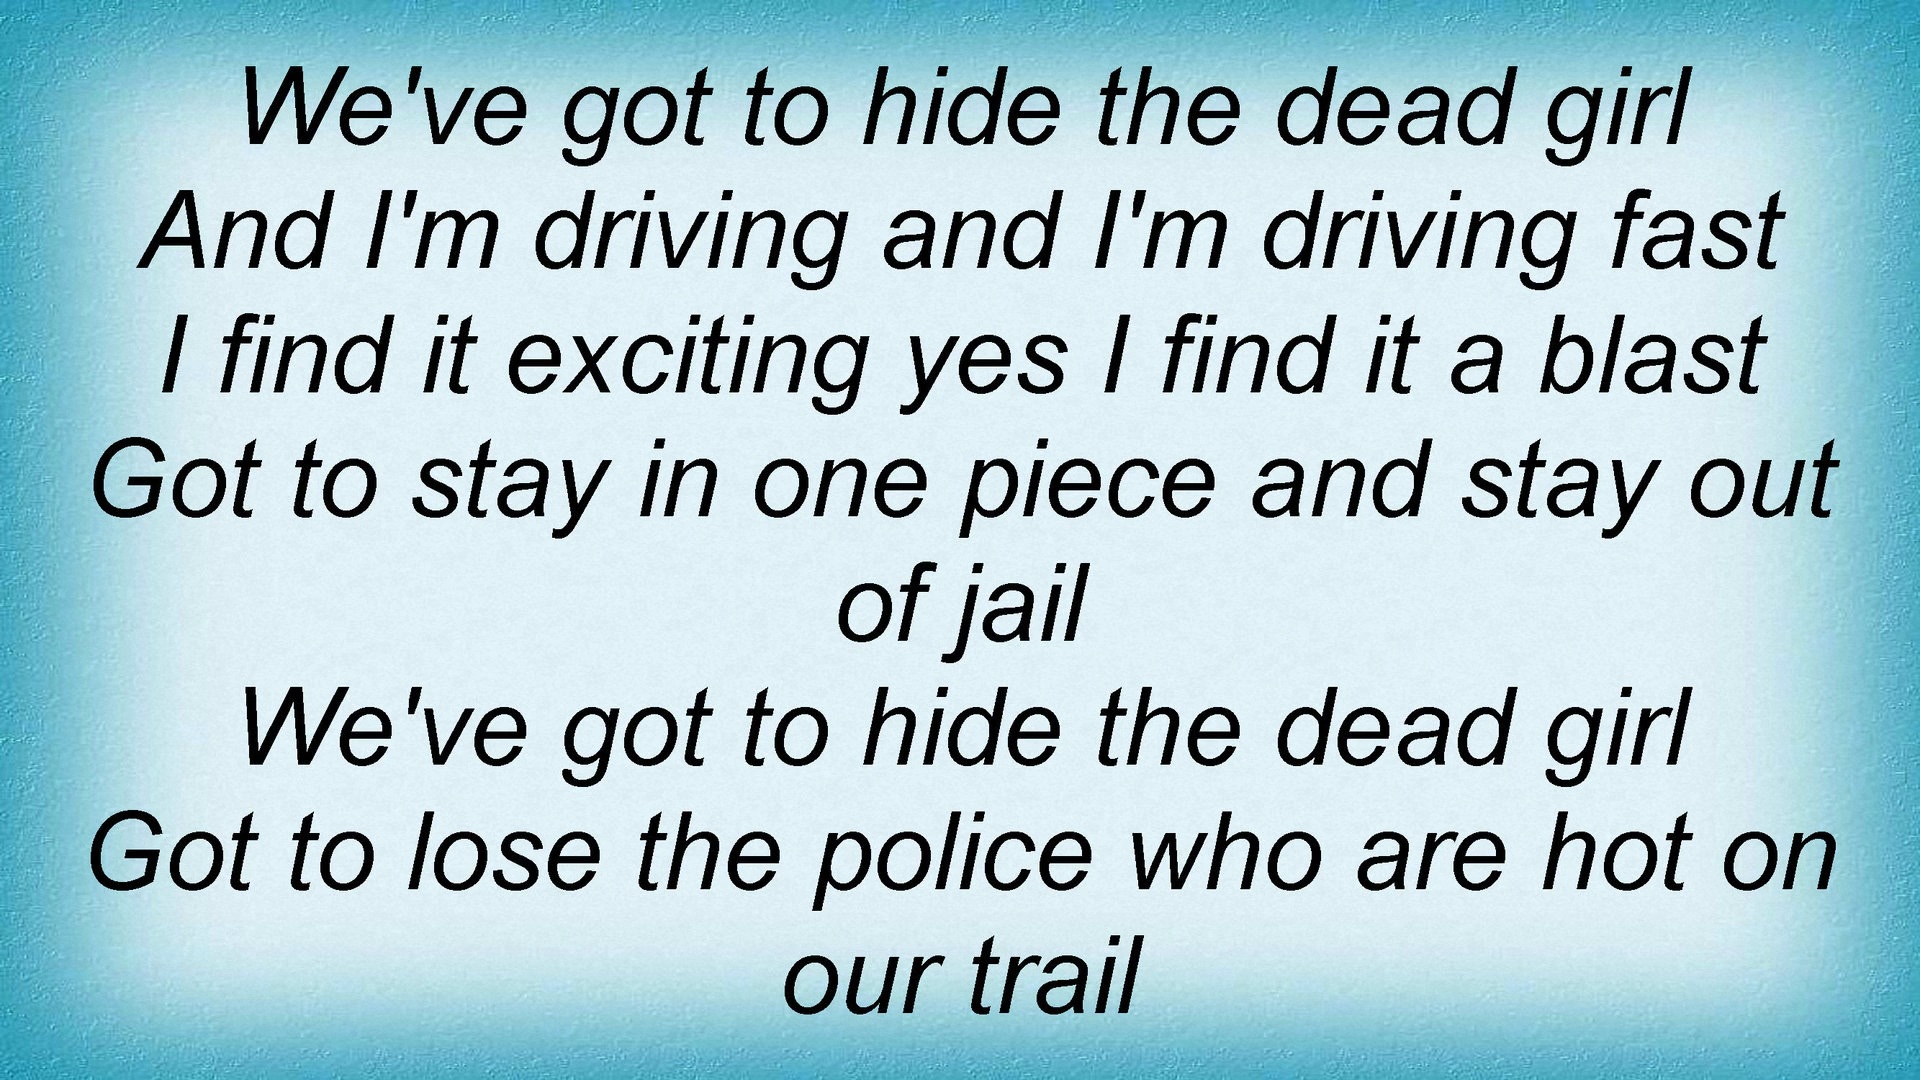 We've got to hide the dead girl
And I'm driving and I'm driving fast
I find it exciting yes I find it a blast
Got to stay in one piece and stay out
of jail
We've got to hide the dead girl
Got to lose the police who are hot on
our trail